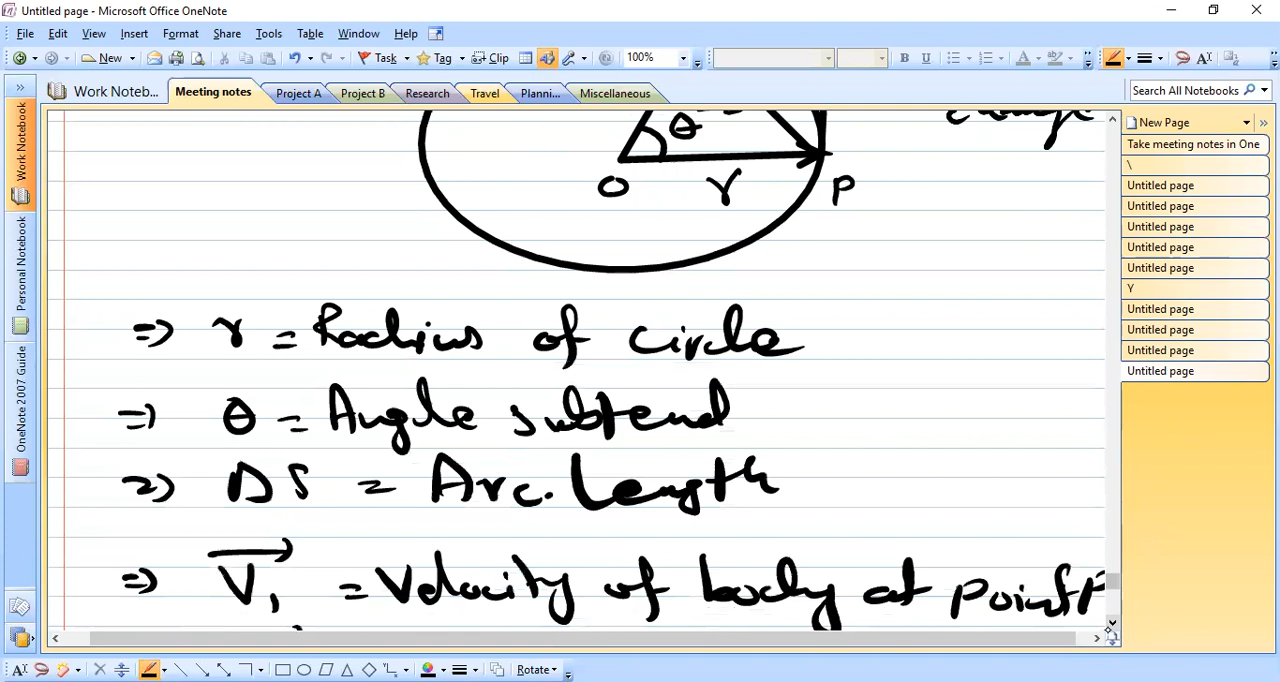 Untitled page - Microsoft Office OneNote
File Edit View Insert Format Share Tools Table Window Help
New Task Tag Clip 100% B U A ab
Work Noteb... Meeting notes Project A Project B Research Travel Planni... Miscellaneous Search All Notebooks
New Page
Take meeting notes in One
\
Untitled page
Untitled page
Untitled page
Untitled page
Untitled page
Y
Untitled page
Untitled page
Untitled page
Untitled page
Work Notebook
Personal Notebook
OneNote 2007 Guide
θ
O r P
=> r = Radius of circle
=> θ = Angle subtend
=> ΔS = Arc. Length
=> V₁ = Velocity of body at point P
Rotate